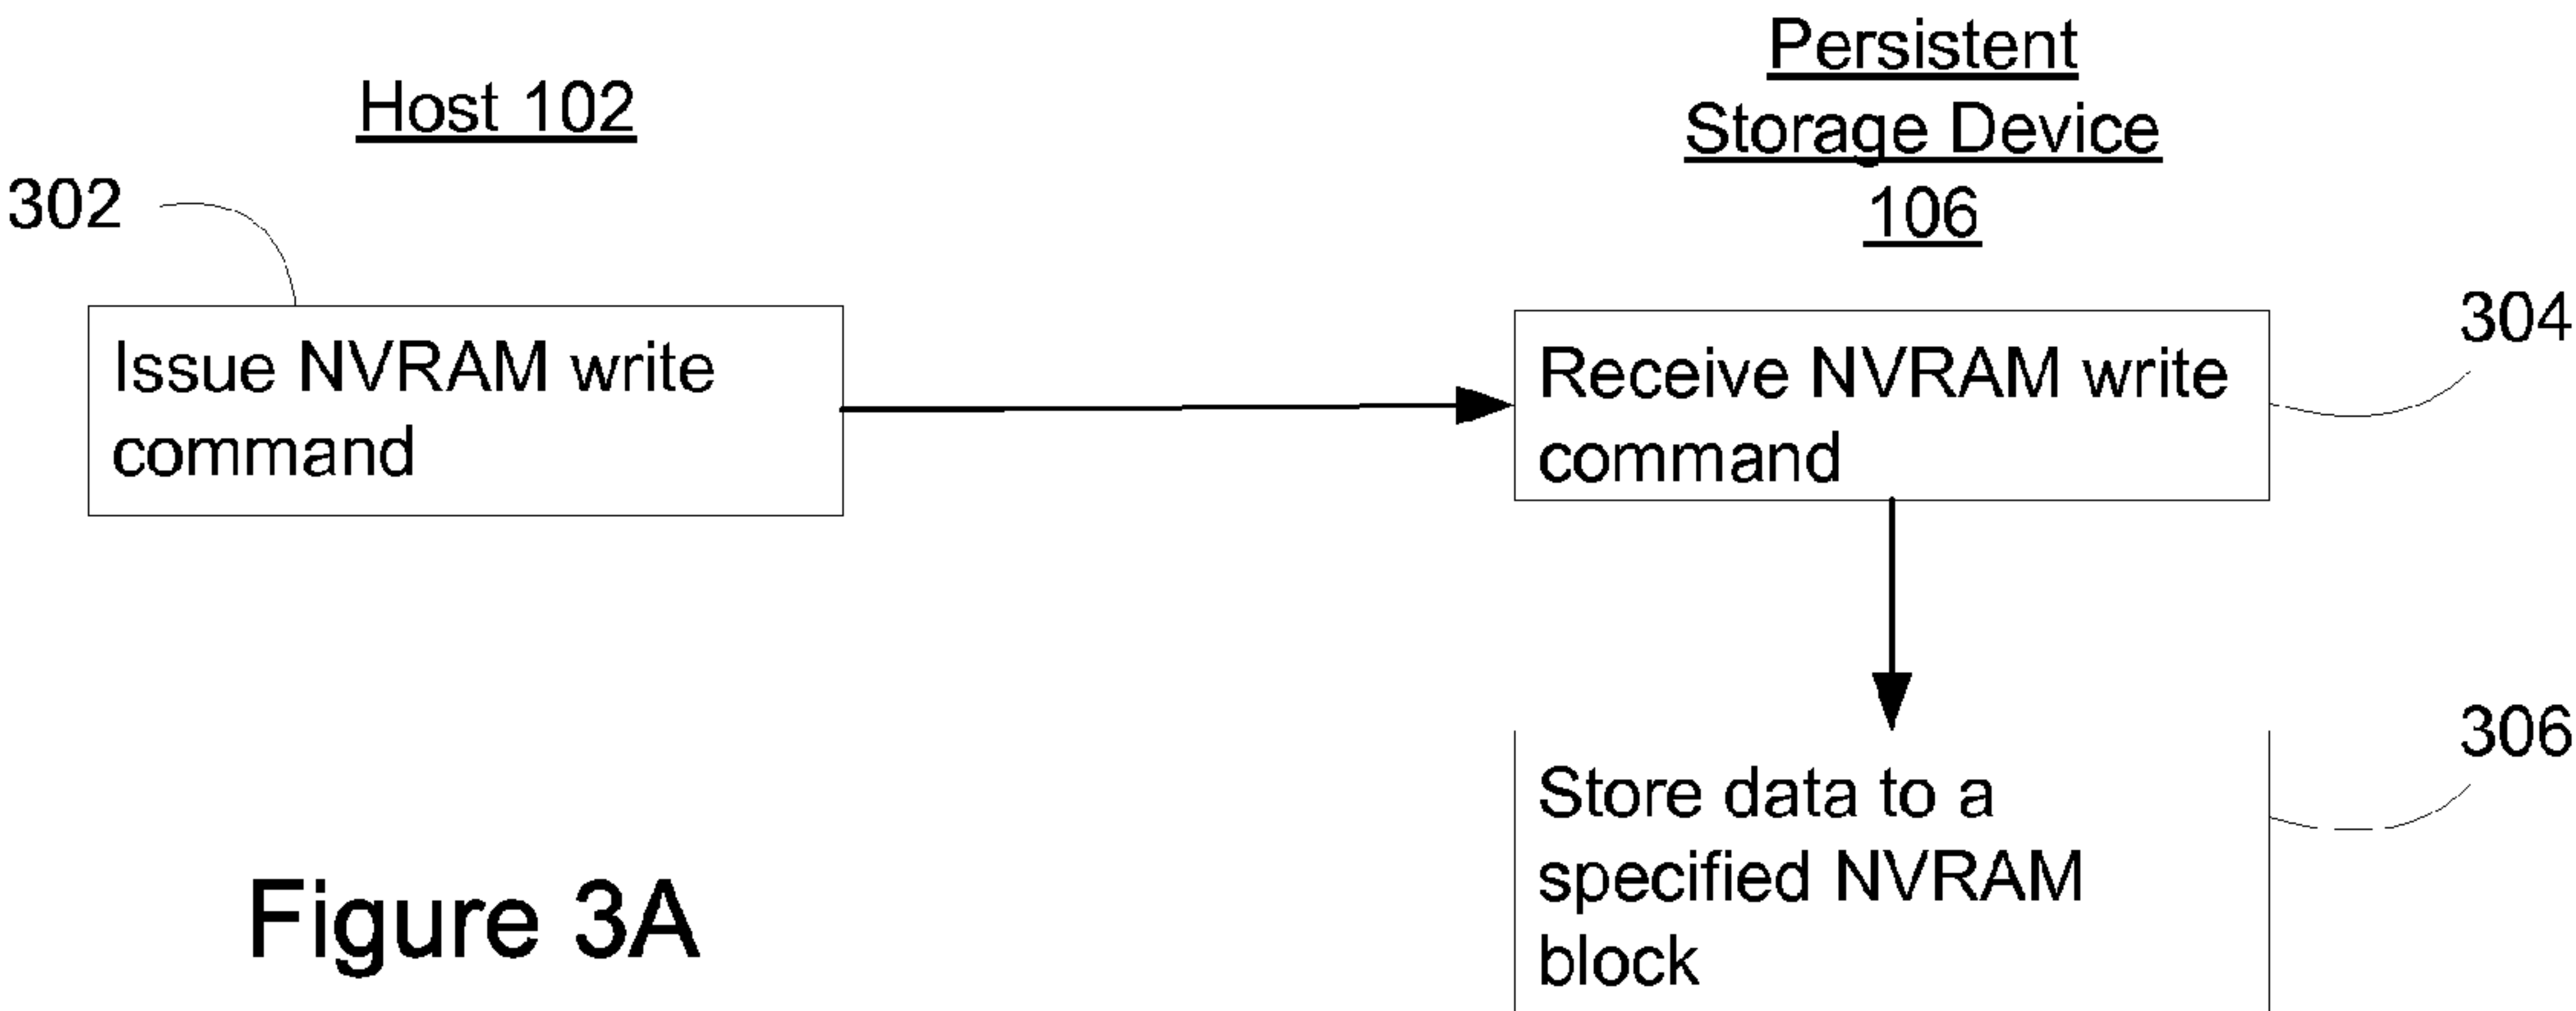 Host 102
Persistent
Storage Device
106
302
Issue NVRAM write
command
304
Receive NVRAM write
command
306
Store data to a
specified NVRAM
block
Figure 3A